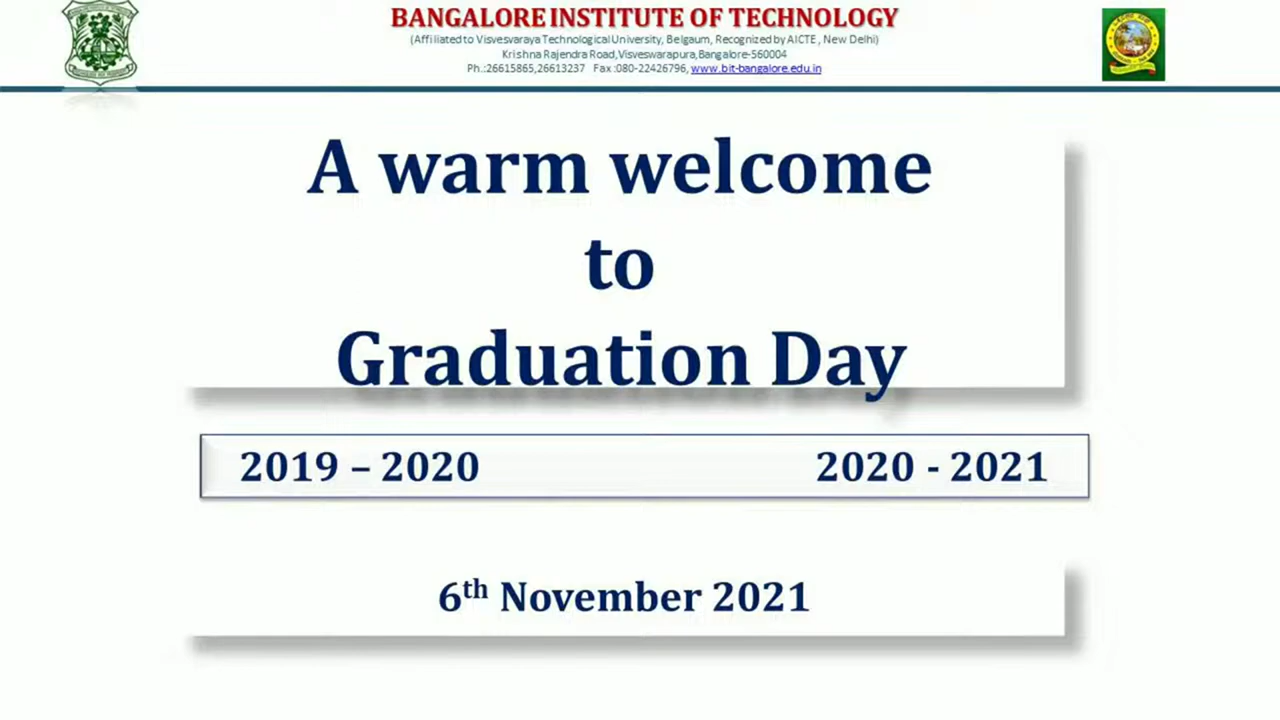 BANGALORE INSTITUTE OF TECHNOLOGY
(Affiliated to Visvesvaraya Technological University, Belgaum, Recognized by AICTE , New Delhi)
Krishna Rajendra Road,Visveswarapura,Bangalore-560004
Ph.:26615865,26613237 Fax :080-22426796, www.bit-bangalore.edu.in
A warm welcome
to
Graduation Day
2019 – 2020 2020 - 2021
6th November 2021